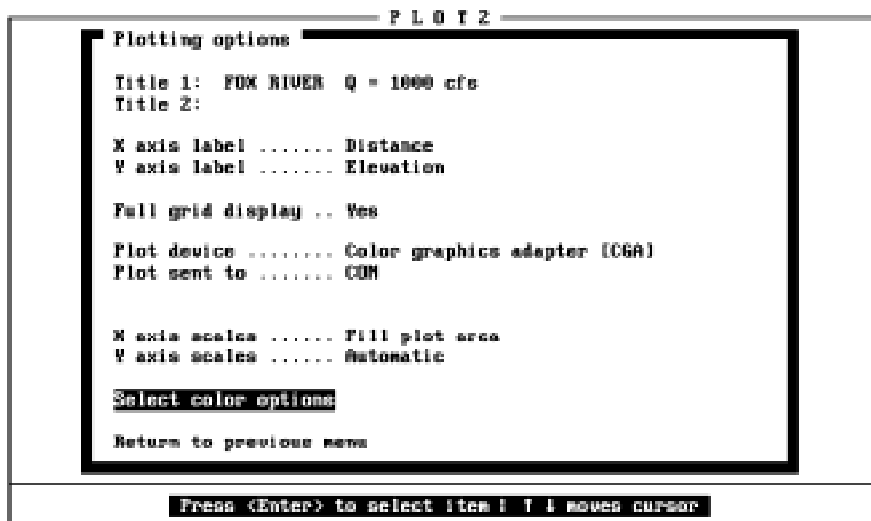 P L O T 2
Plotting options
Title 1: FOX RIVER Q = 1000 cfs
Title 2:
X axis label ....... Distance
Y axis label ....... Elevation
Full grid display .. Yes
Plot device ........ Color graphics adapter [CGA]
Plot sent to ....... CON
X axis scales ...... Fill plot area
Y axis scales ...... Automatic
Select color options
Return to previous menu
Press <Enter> to select item ! ↑ ↓ moves cursor